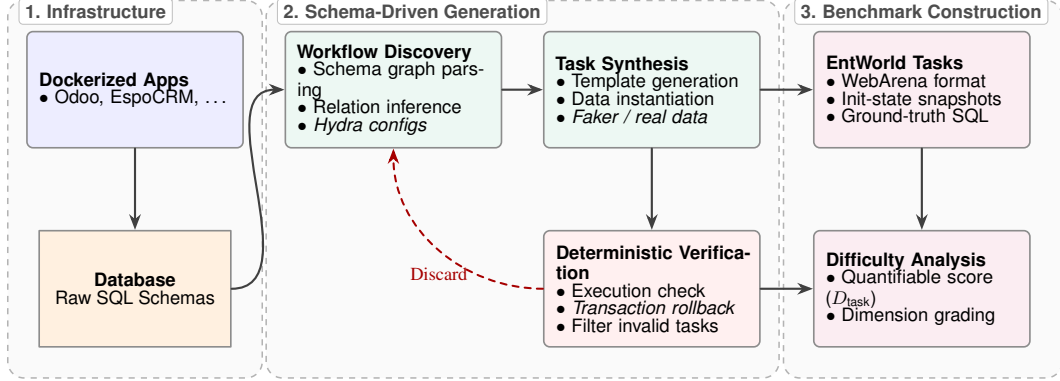 1. Infrastructure
Dockerized Apps
● Odoo, EspoCRM, . . .
Database
Raw SQL Schemas
2. Schema-Driven Generation
Workflow Discovery
● Schema graph pars-
ing
● Relation inference
● Hydra configs
Task Synthesis
● Template generation
● Data instantiation
● Faker / real data
Discard
Deterministic Verifica-
tion
● Execution check
● Transaction rollback
● Filter invalid tasks
3. Benchmark Construction
EntWorld Tasks
● WebArena format
● Init-state snapshots
● Ground-truth SQL
Difficulty Analysis
● Quantifiable score
(D_task)
● Dimension grading